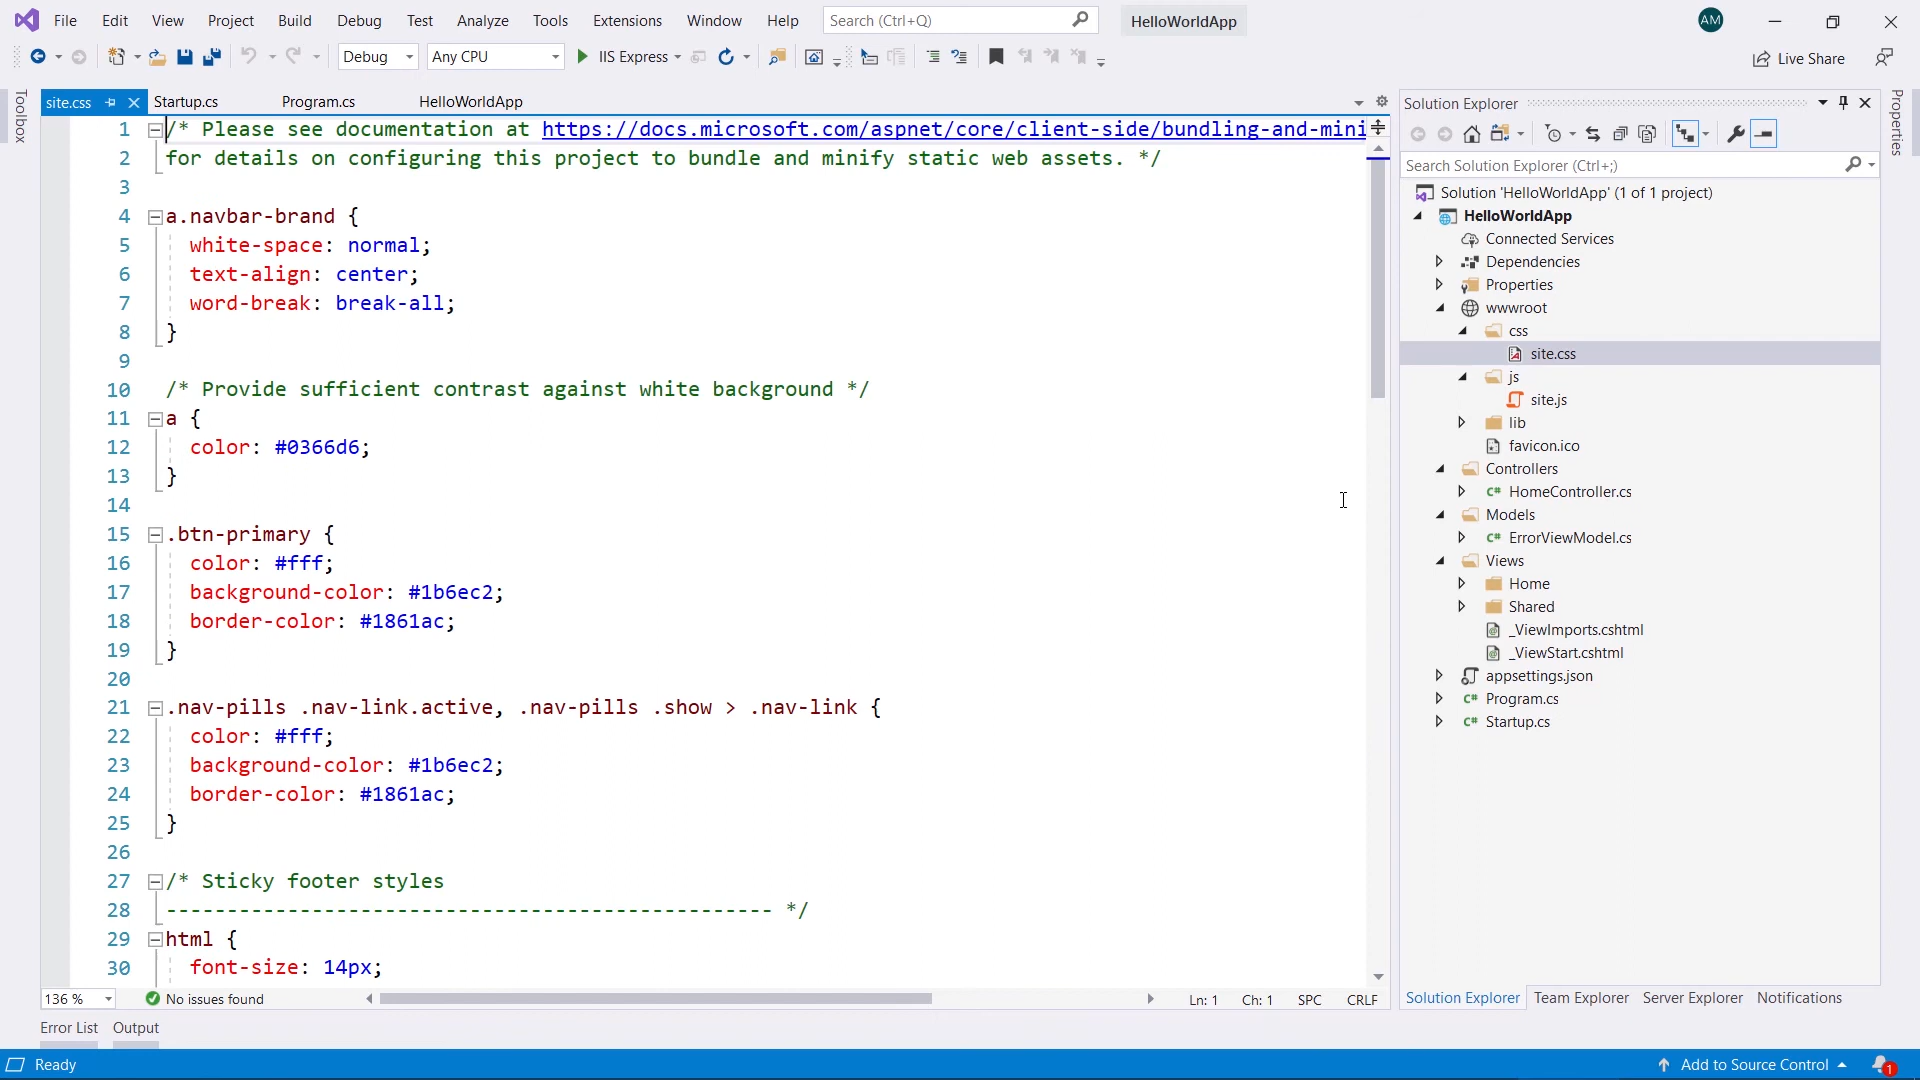 File Edit View Project Build Debug Test Analyze Tools Extensions Window Help Search (Ctrl+Q) HelloWorldApp AM
Debug Any CPU IIS Express Live Share
Toolbox
site.css Startup.cs Program.cs HelloWorldApp
1 /* Please see documentation at https://docs.microsoft.com/aspnet/core/client-side/bundling-and-mini
2 for details on configuring this project to bundle and minify static web assets. */
3
4 a.navbar-brand {
5 white-space: normal;
6 text-align: center;
7 word-break: break-all;
8 }
9
10 /* Provide sufficient contrast against white background */
11 a {
12 color: #0366d6;
13 }
14
15 .btn-primary {
16 color: #fff;
17 background-color: #1b6ec2;
18 border-color: #1861ac;
19 }
20
21 .nav-pills .nav-link.active, .nav-pills .show > .nav-link {
22 color: #fff;
23 background-color: #1b6ec2;
24 border-color: #1861ac;
25 }
26
27 /* Sticky footer styles
28 -------------------------------------------------- */
29 html {
30 font-size: 14px;
136 % No issues found Ln: 1 Ch: 1 SPC CRLF
Error List Output
Solution Explorer
Search Solution Explorer (Ctrl+;)
Solution 'HelloWorldApp' (1 of 1 project)
HelloWorldApp
Connected Services
Dependencies
Properties
wwwroot
css
site.css
js
site.js
lib
favicon.ico
Controllers
C# HomeController.cs
Models
C# ErrorViewModel.cs
Views
Home
Shared
_ViewImports.cshtml
_ViewStart.cshtml
appsettings.json
C# Program.cs
C# Startup.cs
Solution Explorer Team Explorer Server Explorer Notifications
Properties
Ready Add to Source Control 1